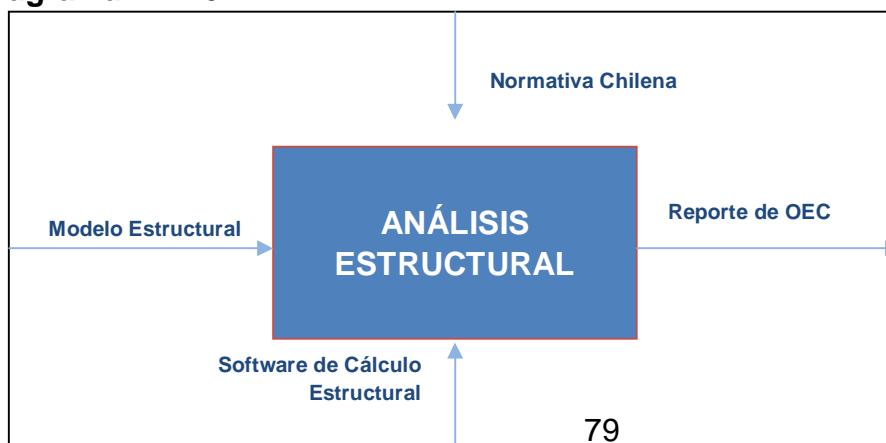 Normativa Chilena
Modelo Estructural
ANÁLISIS
ESTRUCTURAL
Reporte de OEC
Software de Cálculo
Estructural
79